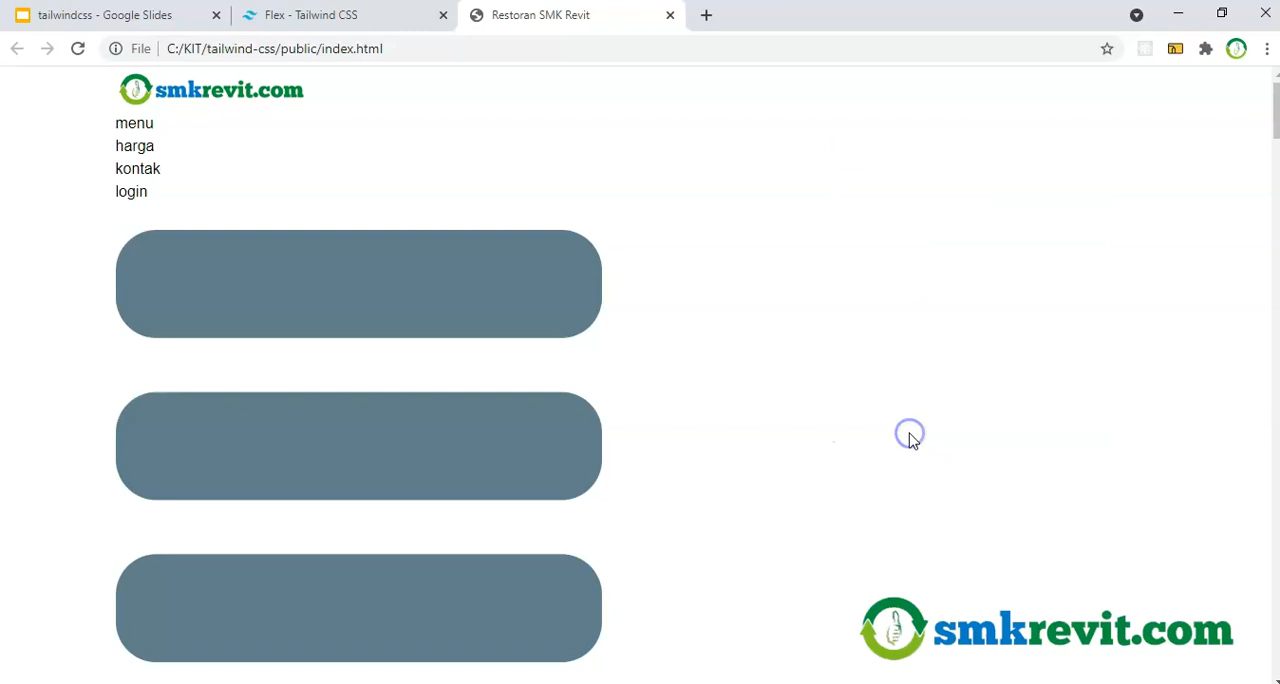 tailwindcss - Google Slides
Flex - Tailwind CSS
Restoran SMK Revit
File
C:/KIT/tailwind-css/public/index.html
smkrevit.com
menu
harga
kontak
login
smkrevit.com